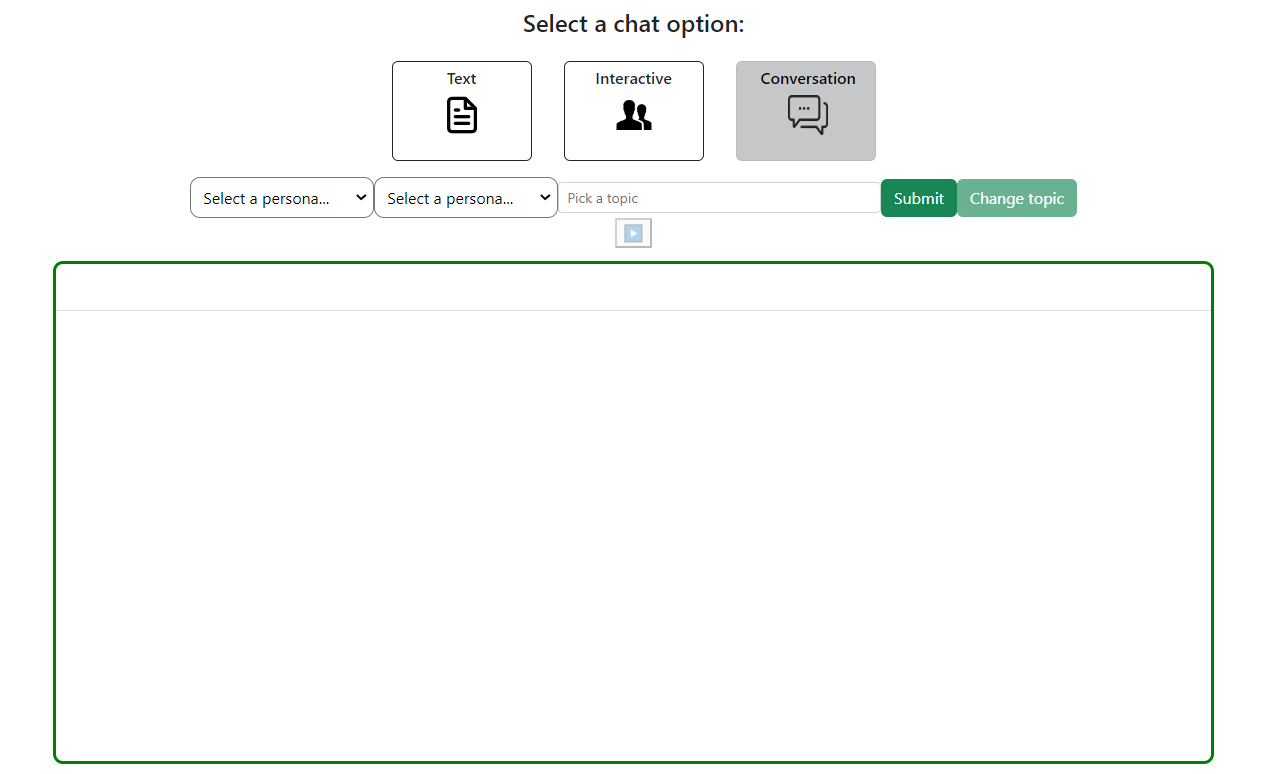 Select a chat option:
Text
Interactive
Conversation
Select a persona...
Select a persona...
Pick a topic
Submit
Change topic